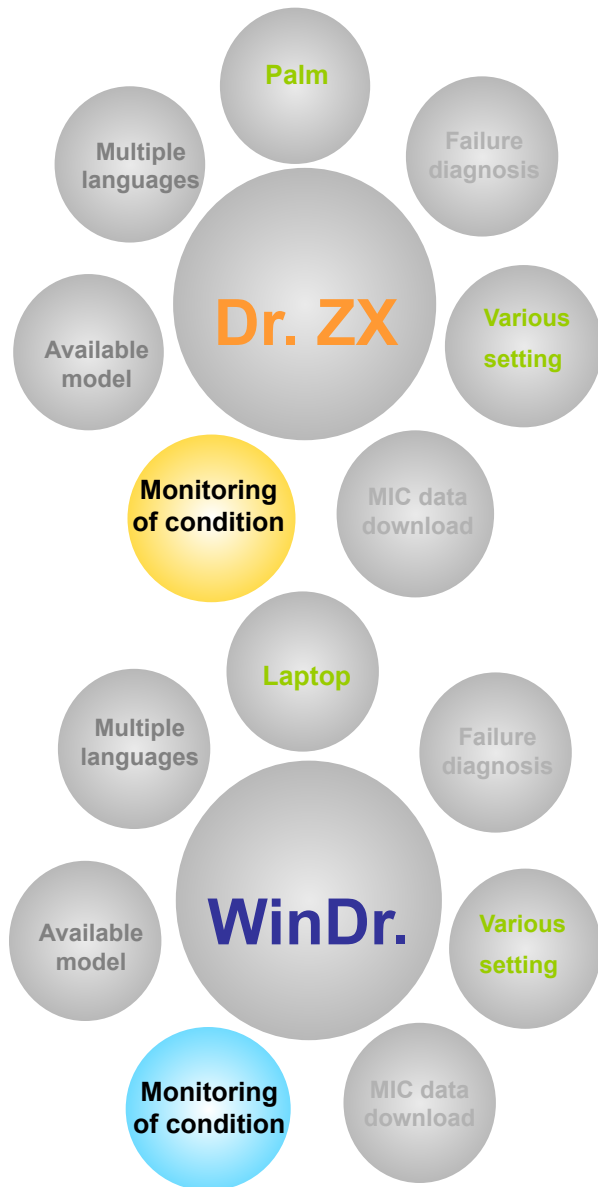 Palm
Multiple
languages
Failure
diagnosis
Dr. ZX
Various
setting
Available
model
Monitoring
of condition
MIC data
download
Laptop
Multiple
languages
Failure
diagnosis
WinDr.
Various
setting
Available
model
Monitoring
of condition
MIC data
download